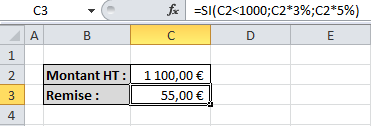 C3 fx =SI(C2<1000;C2*3%;C2*5%)
A B C D E
1
2 Montant HT : 1 100,00 €
3 Remise : 55,00 €
4